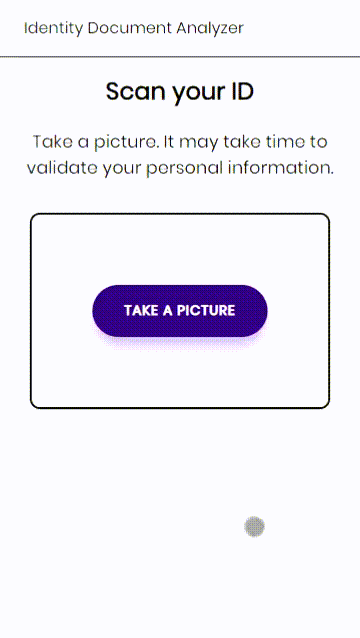 Identity Document Analyzer
Scan your ID
Take a picture. It may take time to
validate your personal information.
TAKE A PICTURE